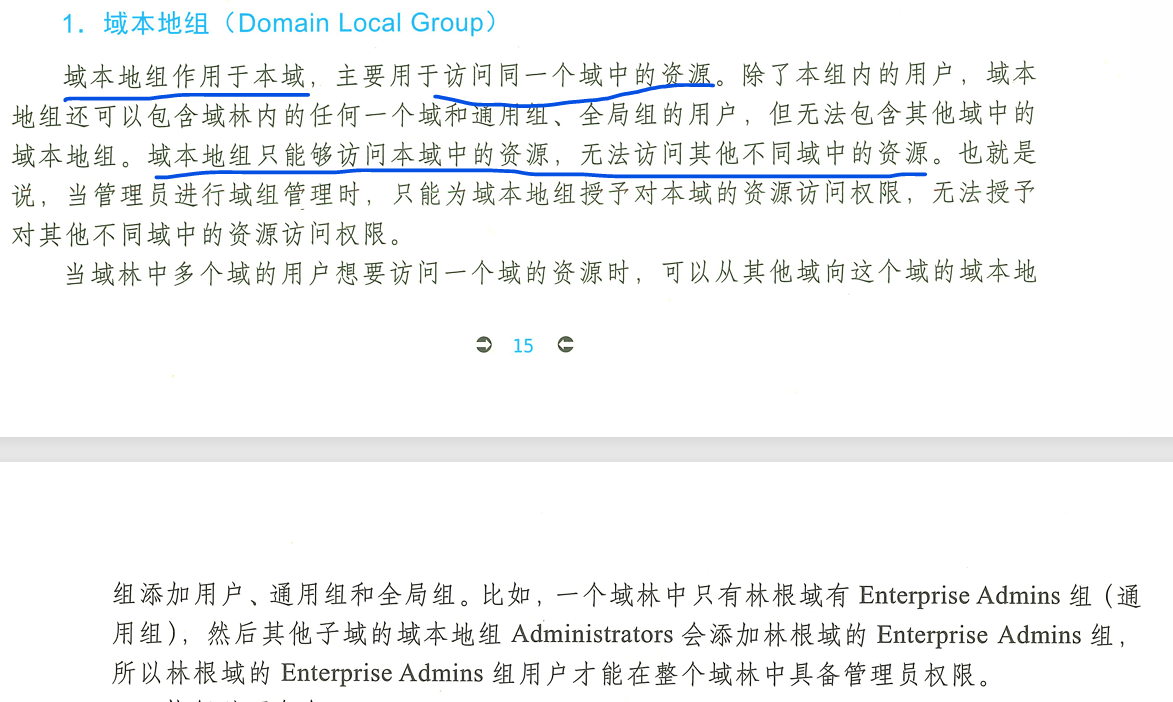 1．域本地组（Domain Local Group）
域本地组作用于本域，主要用于访问同一个域中的资源。除了本组内的用户，域本
地组还可以包含域林内的任何一个域和通用组、全局组的用户，但无法包含其他域中的
域本地组。域本地组只能够访问本域中的资源，无法访问其他不同域中的资源。也就是
说，当管理员进行域组管理时，只能为域本地组授予对本域的资源访问权限，无法授予
对其他不同域中的资源访问权限。
当域林中多个域的用户想要访问一个域的资源时，可以从其他域向这个域的域本地
15
组添加用户、通用组和全局组。比如，一个域林中只有林根域有 Enterprise Admins 组（通
用组），然后其他子域的域本地组 Administrators 会添加林根域的 Enterprise Admins 组，
所以林根域的 Enterprise Admins 组用户才能在整个域林中具备管理员权限。